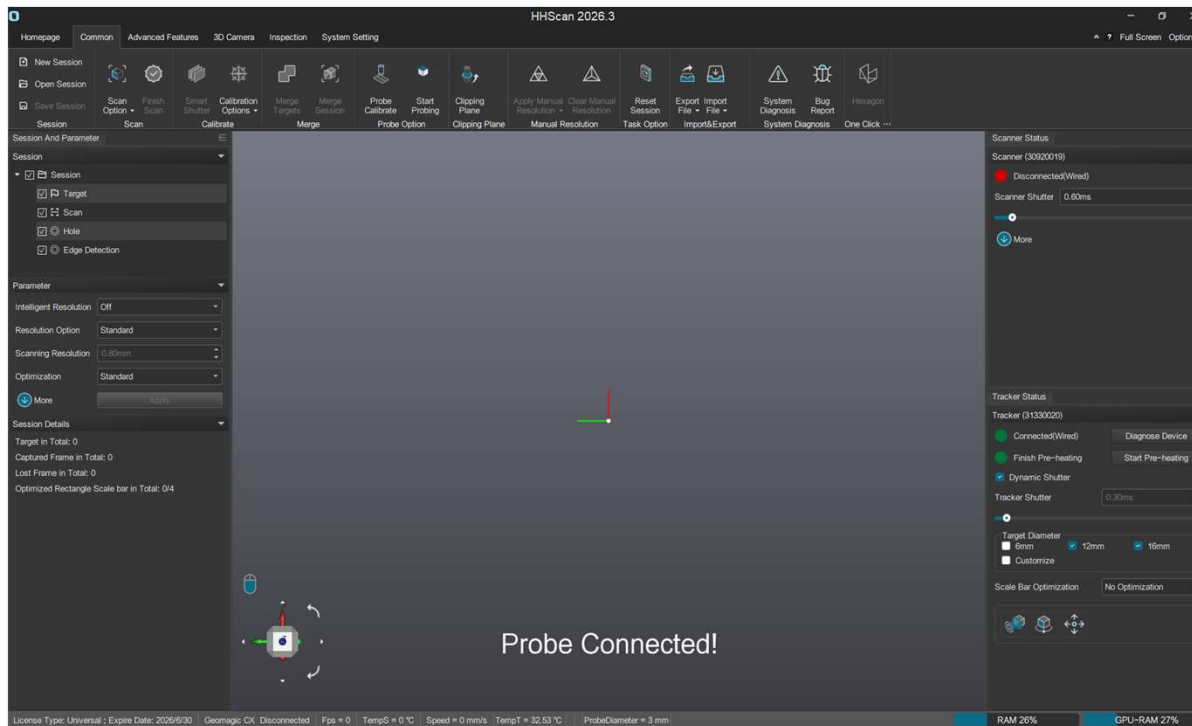 HHScan 2026.3
Homepage Common Advanced Features 3D Camera Inspection System Setting
? Full Screen Option
New Session
Open Session
Save Session
Session
Scan Option
Finish Scan
Scan
Smart Shutter
Calibration Options
Calibrate
Merge Targets
Merge Session
Merge
Probe Calibrate
Start Probing
Probe Option
Clipping Plane
Clipping Plane
Apply Manual Resolution
Clear Manual Resolution
Manual Resolution
Reset Session
Task Option
Export File
Import File
Import&Export
System Diagnosis
Bug Report
System Diagnosis
Hexagon
One Click ···
Session And Parameter
Session
Session
Target
Scan
Hole
Edge Detection
Parameter
Intelligent Resolution Off
Resolution Option Standard
Scanning Resolution 0.80mm
Optimization Standard
More Apply
Session Details
Target in Total: 0
Captured Frame in Total: 0
Lost Frame in Total: 0
Optimized Rectangle Scale bar in Total: 0/4
Probe Connected!
Scanner Status
Scanner (30920019)
Disconnected(Wired)
Scanner Shutter 0.60ms
More
Tracker Status
Tracker (31330020)
Connected(Wired) Diagnose Device
Finish Pre-heating Start Pre-heating
Dynamic Shutter
Tracker Shutter 0.30ms
Target Diameter
6mm 12mm 16mm
Customize
Scale Bar Optimization No Optimization
License Type: Universal ; Expire Date: 2026/6/30 Geomagic CX Disconnected Fps = 0 TempS = 0 ℃ Speed = 0 mm/s TempT = 32.53 ℃ ProbeDiameter = 3 mm RAM 26% GPU-RAM 27%